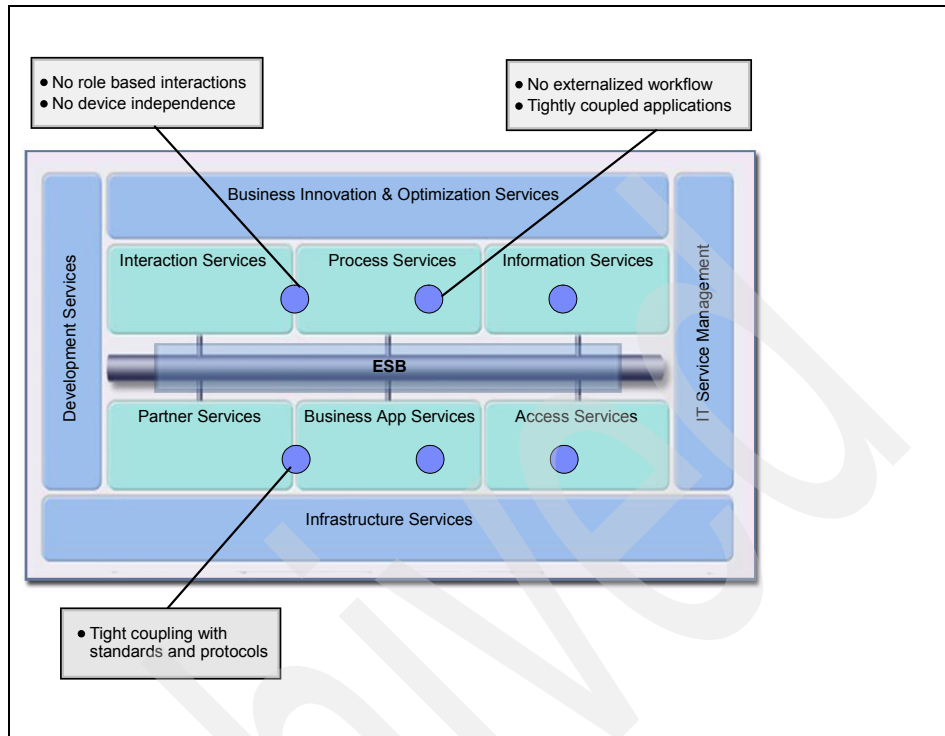 ● No role based interactions
● No device independence
● No externalized workflow
● Tightly coupled applications
Business Innovation & Optimization Services
Development Services
Interaction Services
Process Services
Information Services
IT Service Management
ESB
Partner Services
Business App Services
Access Services
Infrastructure Services
● Tight coupling with
standards and protocols